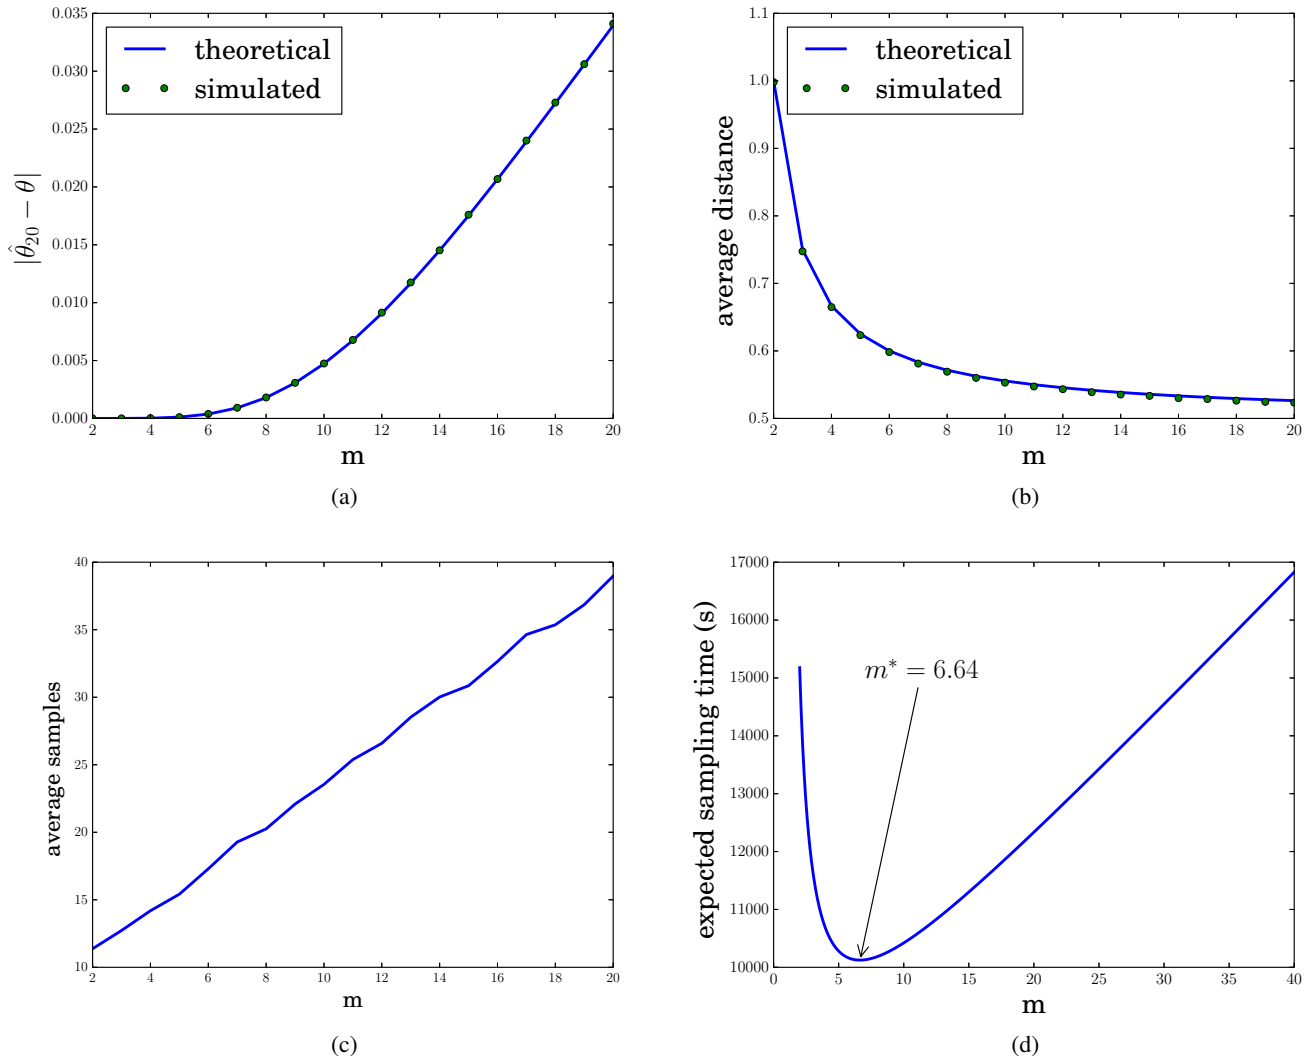 0.035
0.030
0.025
0.020
0.015
0.010
0.005
0.000
|θ̂₂₀ − θ|
theoretical
simulated
2 4 6 8 10 12 14 16 18 20
m
(a)
1.1
1.0
0.9
0.8
0.7
0.6
0.5
average distance
theoretical
simulated
2 4 6 8 10 12 14 16 18 20
m
(b)
40
35
30
25
20
15
10
average samples
2 4 6 8 10 12 14 16 18 20
m
(c)
17000
16000
15000
14000
13000
12000
11000
10000
expected sampling time (s)
m* = 6.64
0 5 10 15 20 25 30 35 40
m
(d)